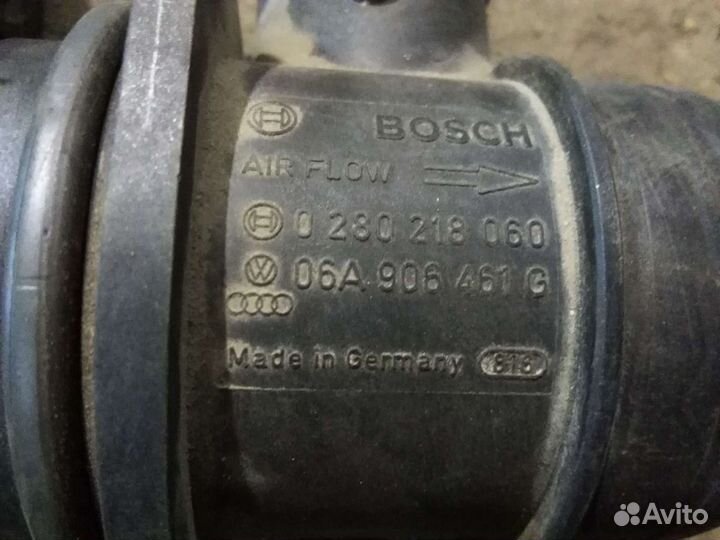 BOSCH
AIR FLOW
0 280 218 060
06A 906 461 G
Made in Germany 816
Avito